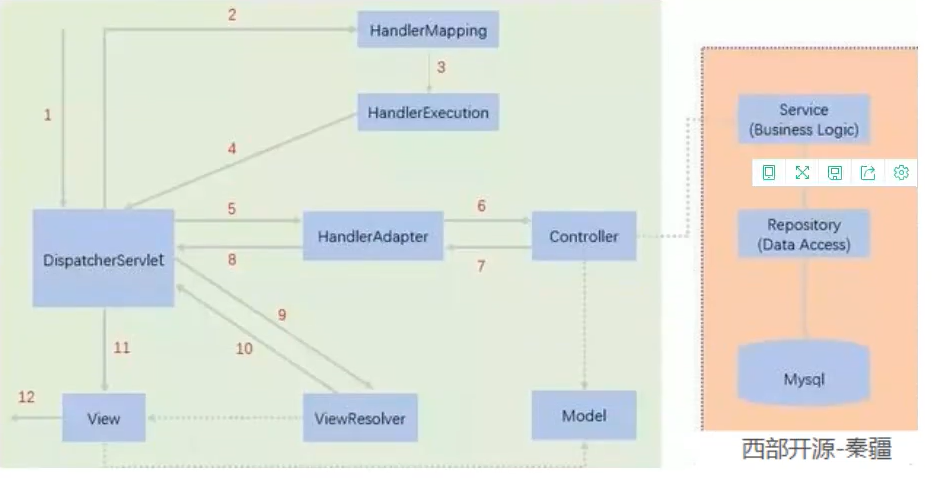 2
HandlerMapping
3
1
HandlerExecution
Service
(Business Logic)
4
5
6
Repository
(Data Access)
HandlerAdapter
Controller
DispatcherServlet
8
7
9
10
11
Mysql
12
View
ViewResolver
Model
西部开源-秦疆